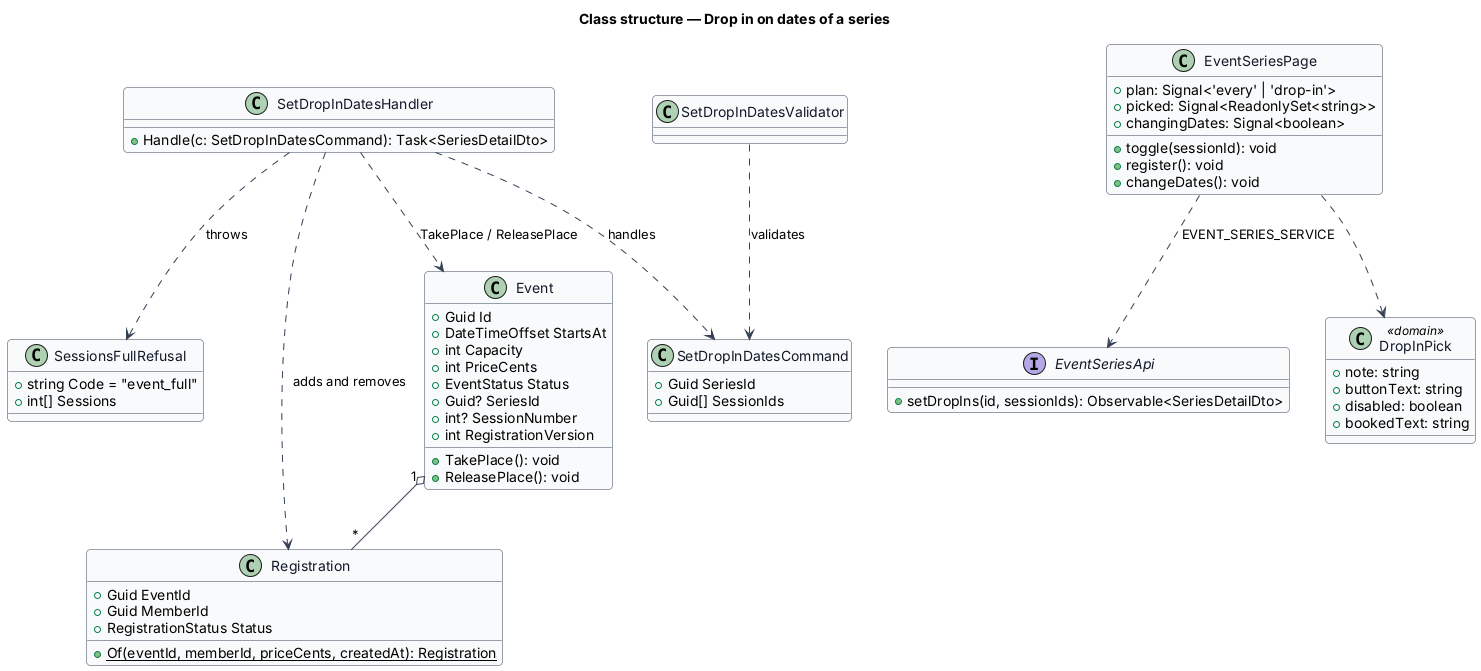 Class structure — Drop in on dates of a series
C SetDropInDatesHandler
Handle(c: SetDropInDatesCommand): Task<SeriesDetailDto>
C SetDropInDatesValidator
C EventSeriesPage
plan: Signal<'every' | 'drop-in'>
picked: Signal<ReadonlySet<string>>
changingDates: Signal<boolean>
toggle(sessionId): void
register(): void
changeDates(): void
throws
TakePlace / ReleasePlace
handles
validates
EVENT_SERIES_SERVICE
C SessionsFullRefusal
string Code = "event_full"
int[] Sessions
adds and removes
C Event
Guid Id
DateTimeOffset StartsAt
int Capacity
int PriceCents
EventStatus Status
Guid? SeriesId
int? SessionNumber
int RegistrationVersion
TakePlace(): void
ReleasePlace(): void
C SetDropInDatesCommand
Guid SeriesId
Guid[] SessionIds
I EventSeriesApi
setDropIns(id, sessionIds): Observable<SeriesDetailDto>
C «domain»
DropInPick
note: string
buttonText: string
disabled: boolean
bookedText: string
1
*
C Registration
Guid EventId
Guid MemberId
RegistrationStatus Status
Of(eventId, memberId, priceCents, createdAt): Registration